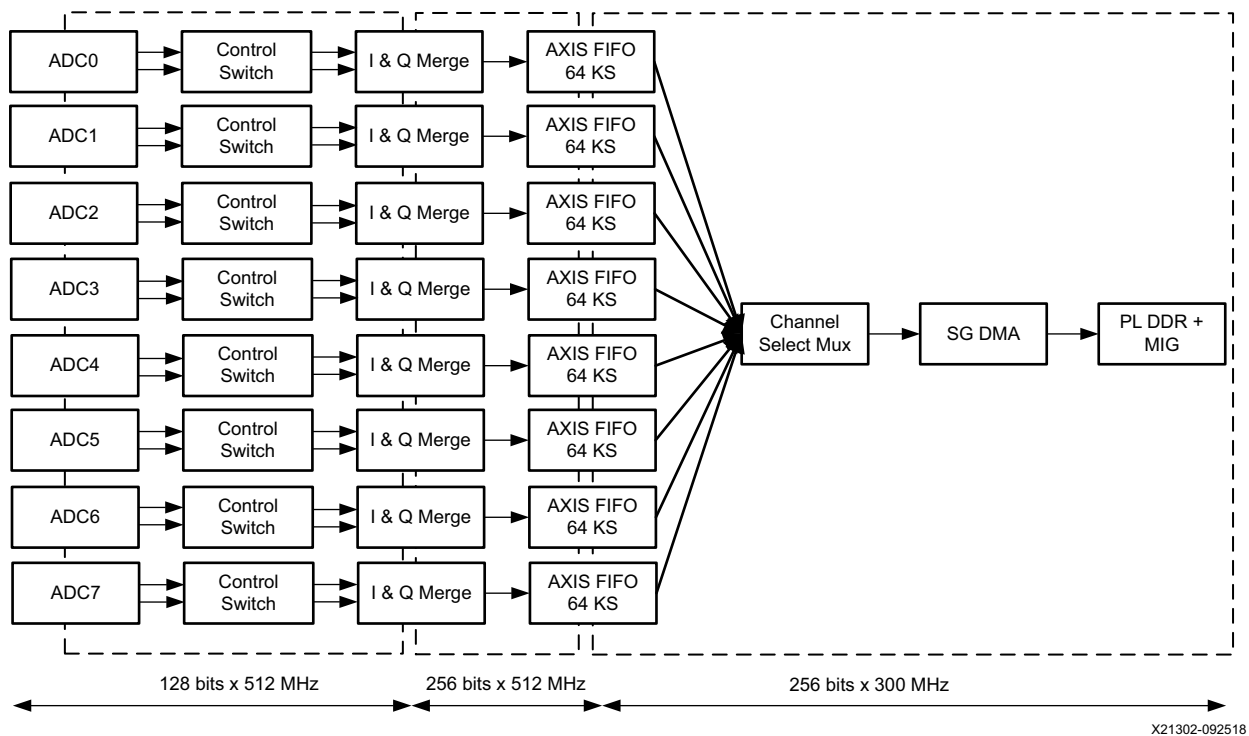 ADC0
Control
Switch
I & Q Merge
AXIS FIFO
64 KS
ADC1
Control
Switch
I & Q Merge
AXIS FIFO
64 KS
ADC2
Control
Switch
I & Q Merge
AXIS FIFO
64 KS
ADC3
Control
Switch
I & Q Merge
AXIS FIFO
64 KS
ADC4
Control
Switch
I & Q Merge
AXIS FIFO
64 KS
ADC5
Control
Switch
I & Q Merge
AXIS FIFO
64 KS
ADC6
Control
Switch
I & Q Merge
AXIS FIFO
64 KS
ADC7
Control
Switch
I & Q Merge
AXIS FIFO
64 KS
Channel
Select Mux
SG DMA
PL DDR +
MIG
128 bits x 512 MHz
256 bits x 512 MHz
256 bits x 300 MHz
X21302-092518